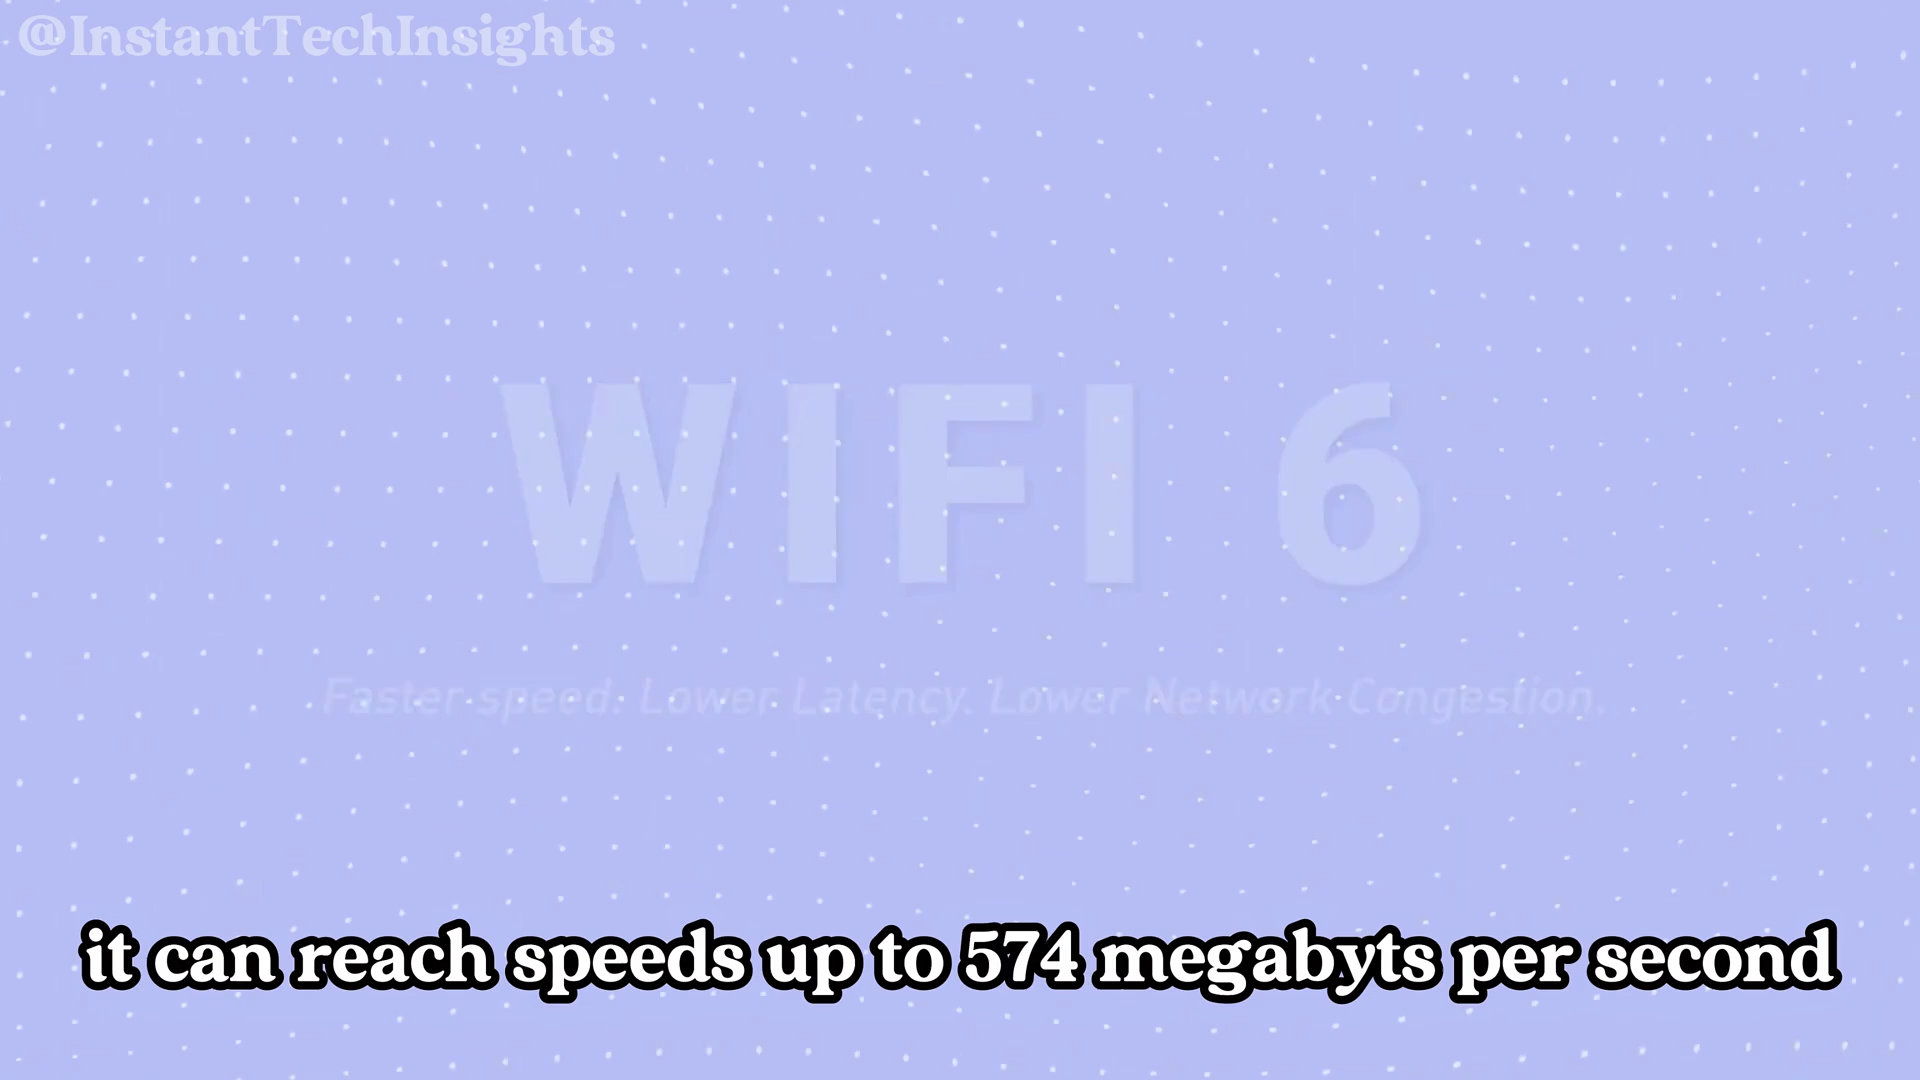 @InstantTechInsights
WIFI 6
Faster speed. Lower Latency. Lower Network Congestion.
it can reach speeds up to 574 megabyts per second